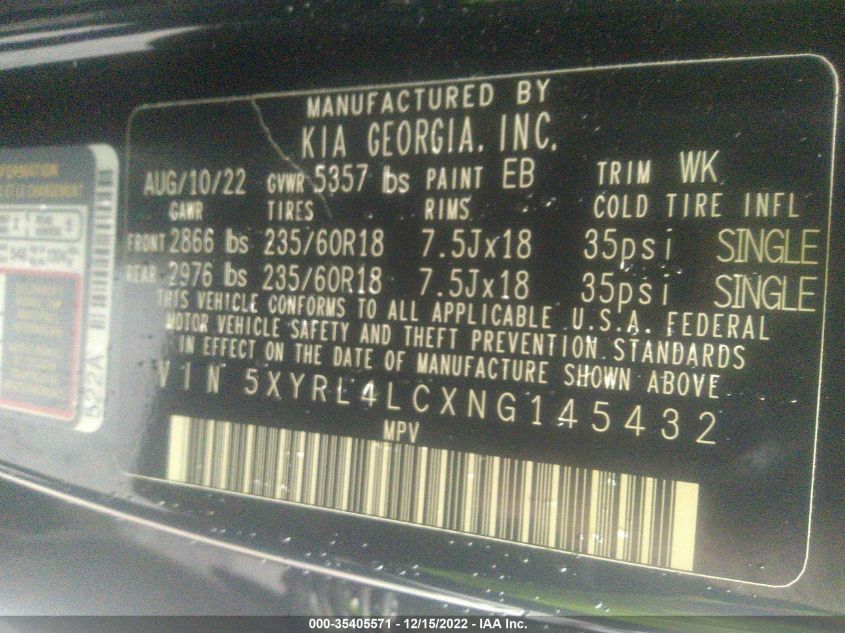 MANUFACTURED BY
KIA GEORGIA, INC.
AUG/10/22 GVWR 5357 lbs PAINT EB TRIM WK
GAWR TIRES RIMS COLD TIRE INFL
FRONT 2866 lbs 235/60R18 7.5Jx18 35psi SINGLE
REAR 2976 lbs 235/60R18 7.5Jx18 35psi SINGLE
THIS VEHICLE CONFORMS TO ALL APPLICABLE U.S.A. FEDERAL
MOTOR VEHICLE SAFETY AND THEFT PREVENTION STANDARDS
IN EFFECT ON THE DATE OF MANUFACTURE SHOWN ABOVE
VIN 5XYRL4LCXNG145432
MPV
622A
000-35405571 - 12/15/2022 - IAA Inc.